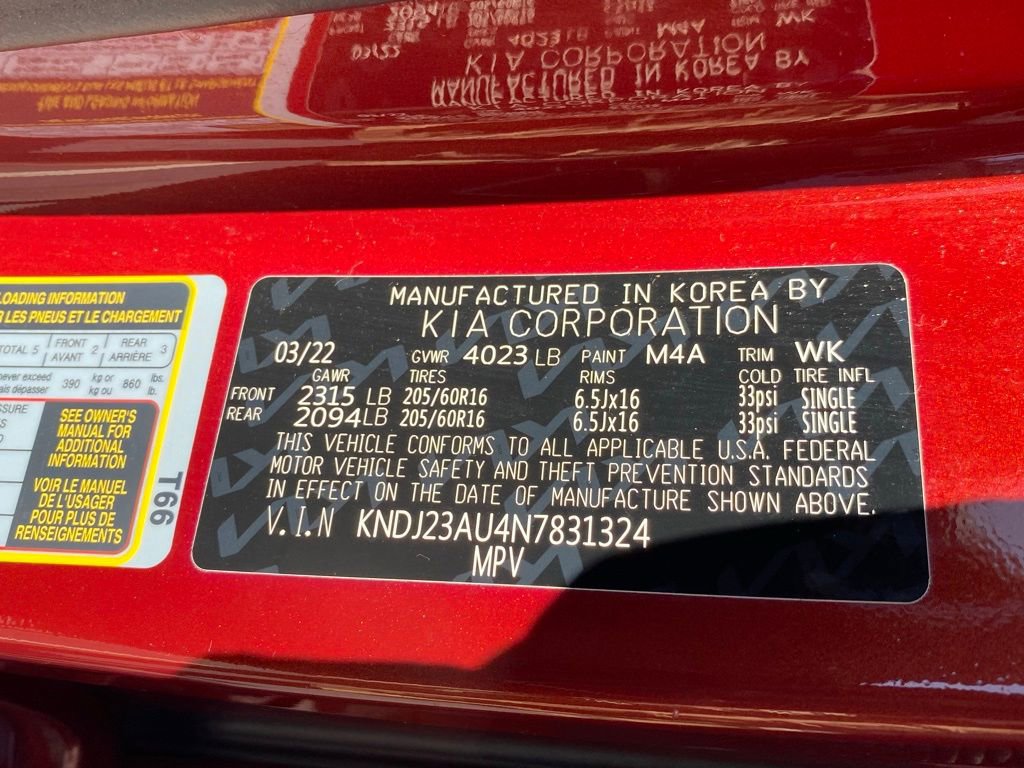 MANUFACTURED IN KOREA BY
KIA CORPORATION
03/22 GVWR 4023 LB PAINT M4A TRIM WK
GAWR TIRES RIMS COLD TIRE INFL
FRONT 2315 LB 205/60R16 6.5Jx16 33psi SINGLE
REAR 2094LB 205/60R16 6.5Jx16 33psi SINGLE
THIS VEHICLE CONFORMS TO ALL APPLICABLE U.S.A. FEDERAL
MOTOR VEHICLE SAFETY AND THEFT PREVENTION STANDARDS
IN EFFECT ON THE DATE OF MANUFACTURE SHOWN ABOVE.
V.I.N KNDJ23AU4N7831324
MPV
LOADING INFORMATION
LES PNEUS ET LE CHARGEMENT
TOTAL 5 FRONT AVANT 2 REAR ARRIÈRE 3
exceed 390 kg or 860 lbs.
dépasser kg ou lb.
SEE OWNER'S
MANUAL FOR
ADDITIONAL
INFORMATION
VOIR LE MANUEL
DE L'USAGER
POUR PLUS DE
RENSEIGNEMENTS
T66